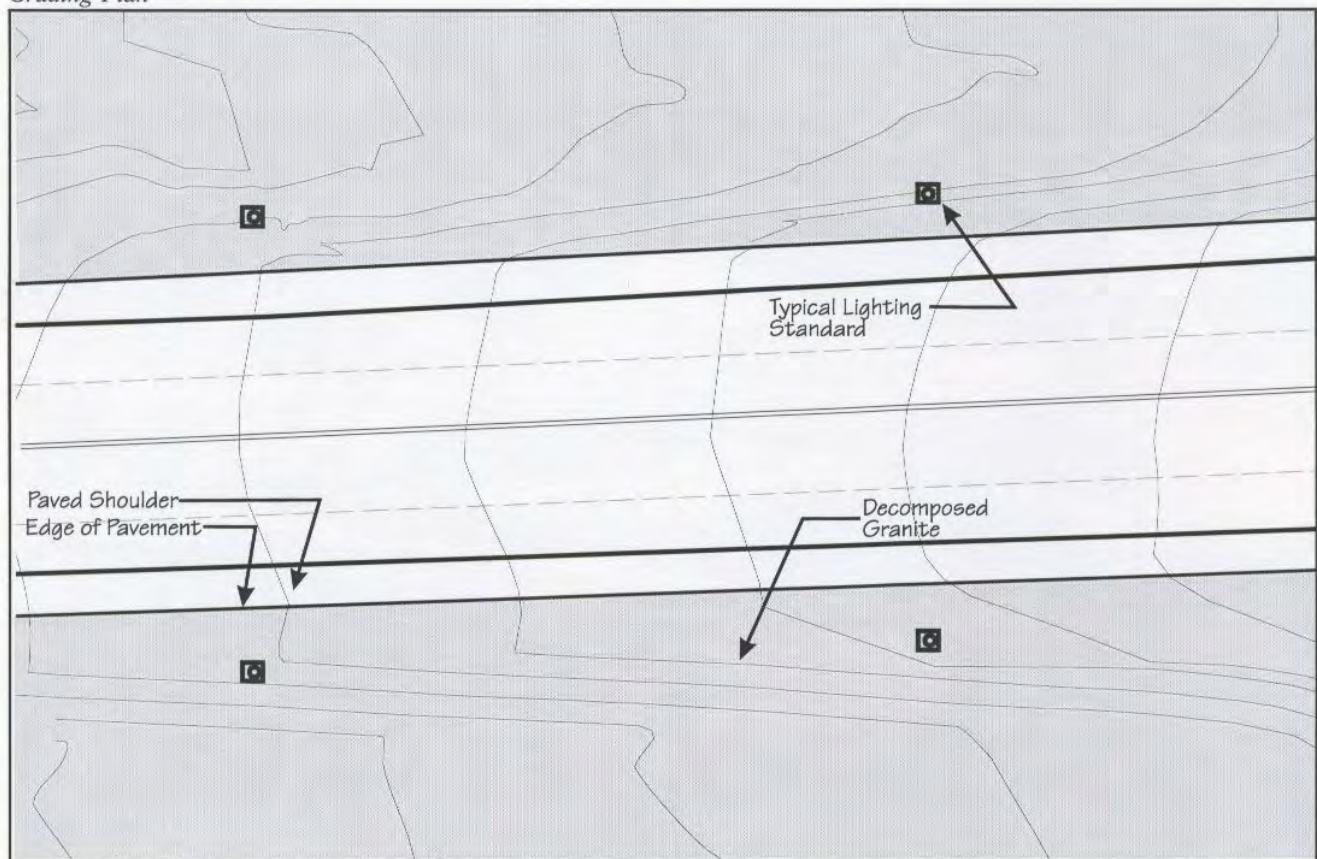 Grading Plan
Typical Lighting
Standard
Paved Shoulder
Edge of Pavement
Decomposed
Granite